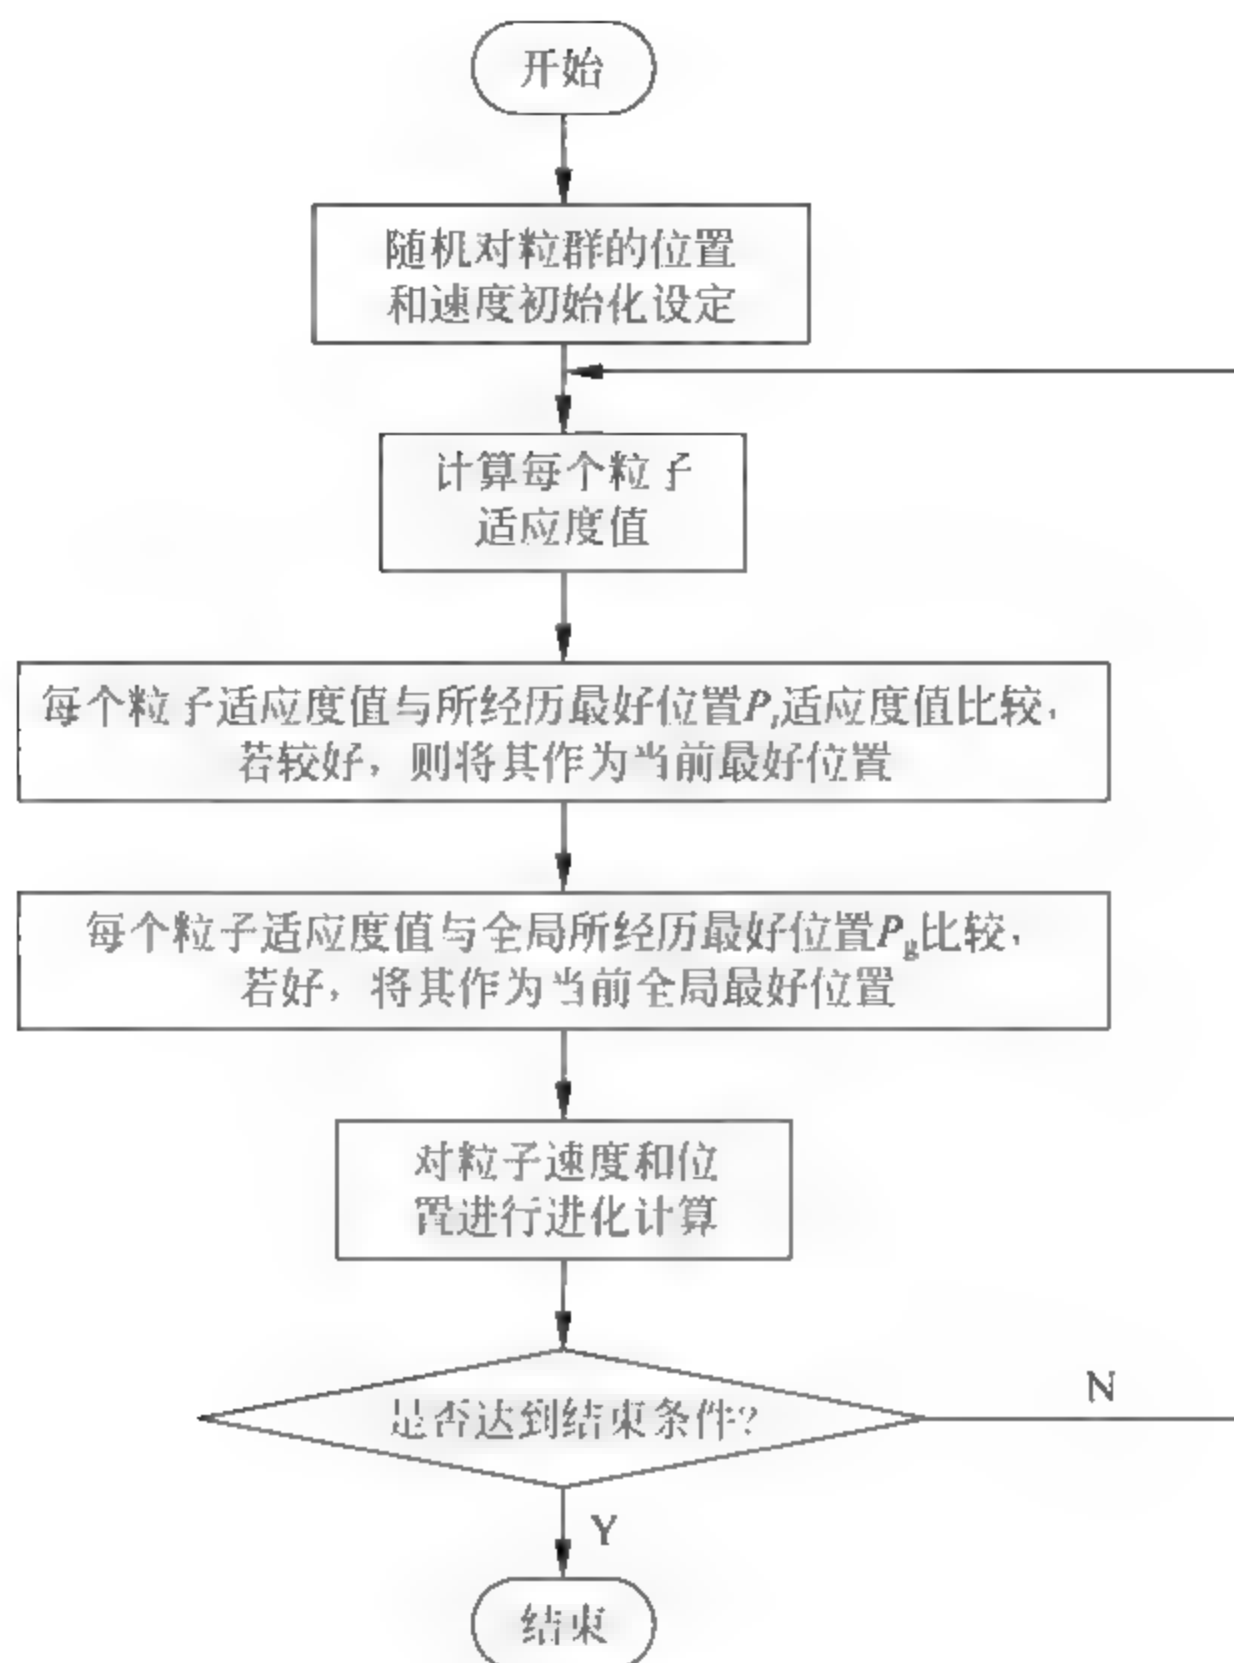 开始
随机对粒群的位置
和速度初始化设定
计算每个粒子
适应度值
每个粒子适应度值与所经历最好位置Pi适应度值比较，
若较好，则将其作为当前最好位置
每个粒子适应度值与全局所经历最好位置Pg比较，
若好，将其作为当前全局最好位置
对粒子速度和位
置进行进化计算
是否达到结束条件?
N
Y
结束